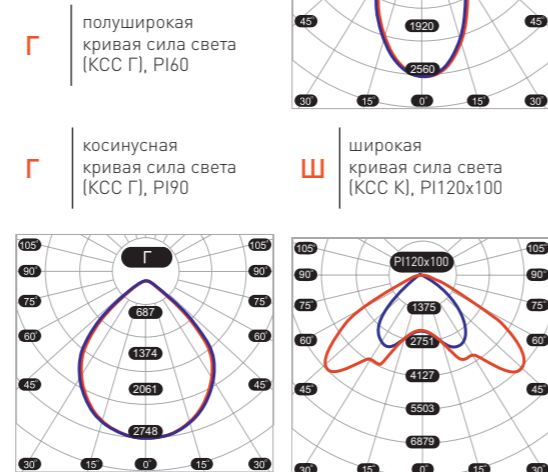 Г
полуширокая
кривая сила света
(КСС Г), PI60
45° 1920 45°
2560
30° 15° 0° 15° 30°
Г
косинусная
кривая сила света
(КСС Г), PI90
Ш
широкая
кривая сила света
(КСС К), PI120x100
105° Г 105°
90° 90°
75° 687 75°
60° 1374 60°
45° 2061 45°
2748
30° 15° 0° 15° 30°
105° PI120x100 105°
90° 90°
75° 1375 75°
60° 2751 60°
45° 4127 45°
5503
6879
30° 15° 0° 15° 30°